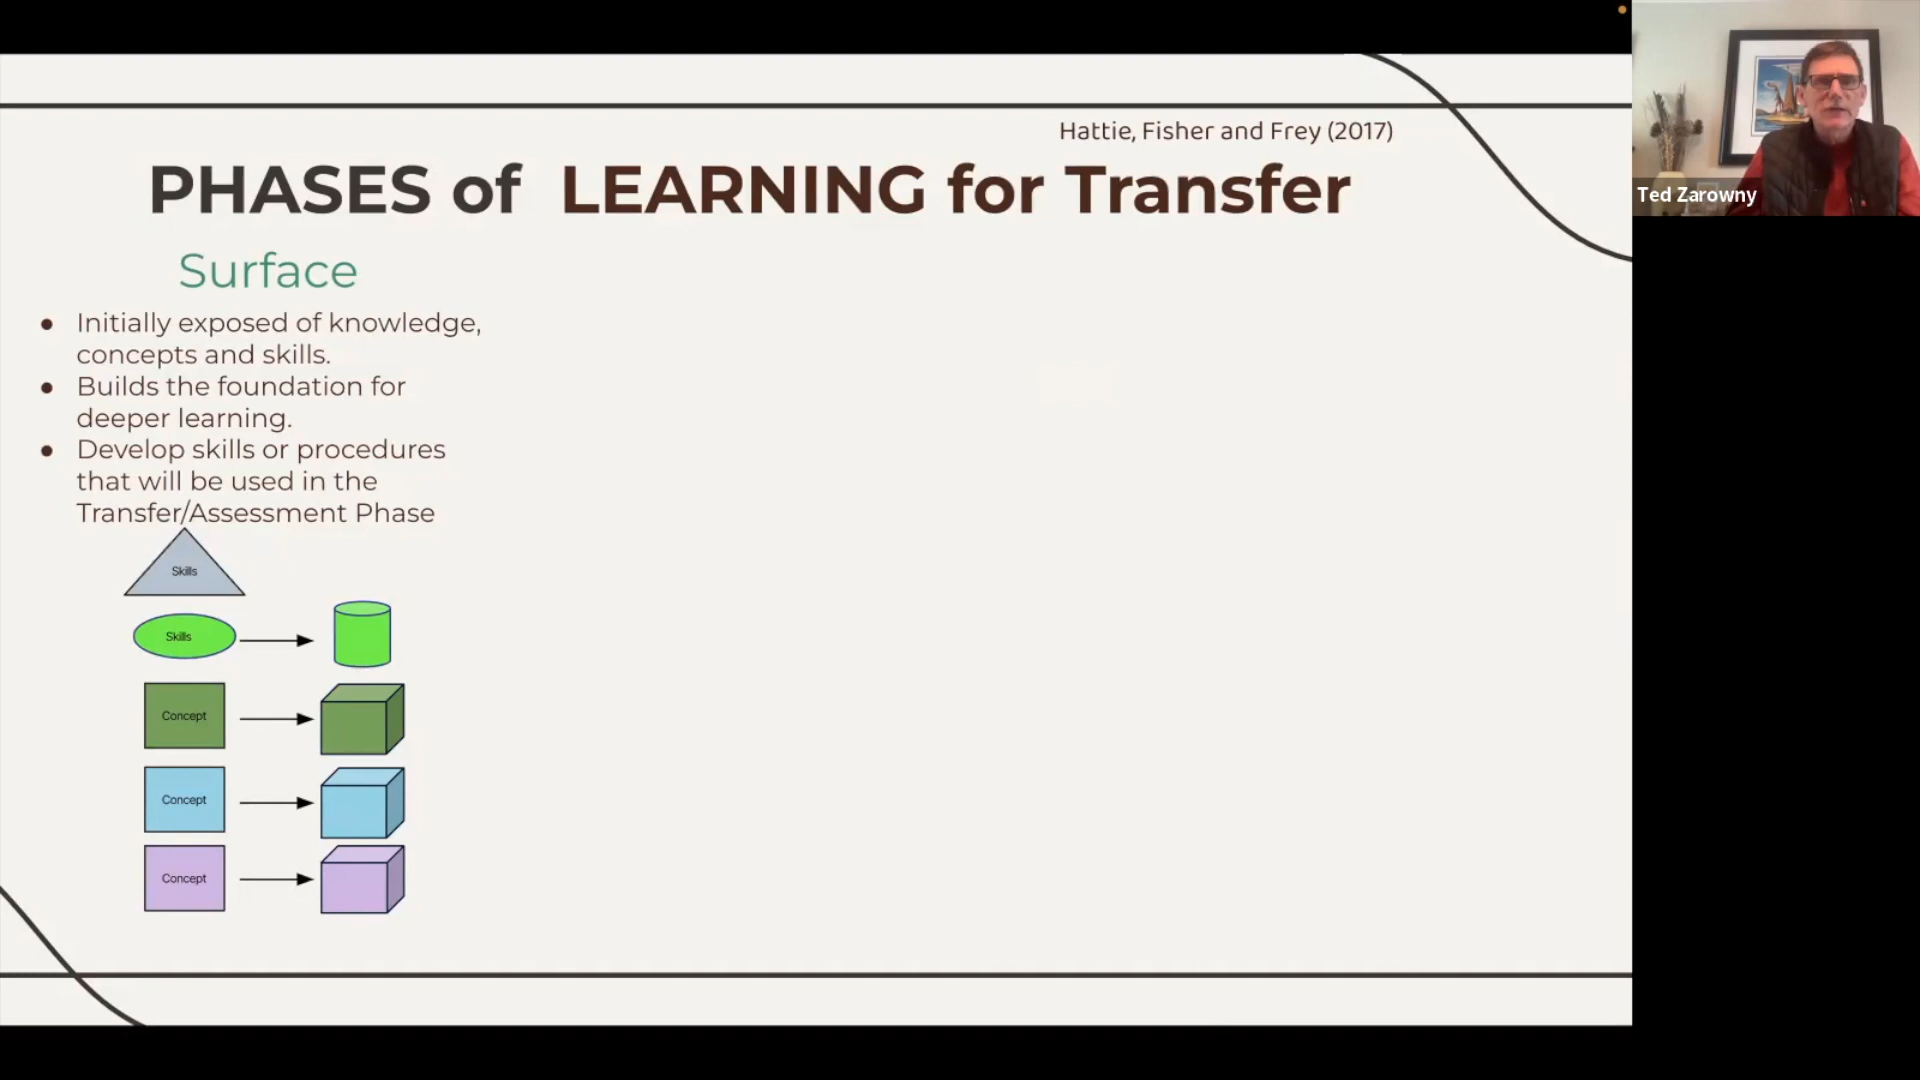 Hattie, Fisher and Frey (2017)
PHASES of LEARNING for Transfer
Ted Zarowny
Surface
● Initially exposed of knowledge,
concepts and skills.
● Builds the foundation for
deeper learning.
● Develop skills or procedures
that will be used in the
Transfer/Assessment Phase
Skills
Skills
Concept
Concept
Concept